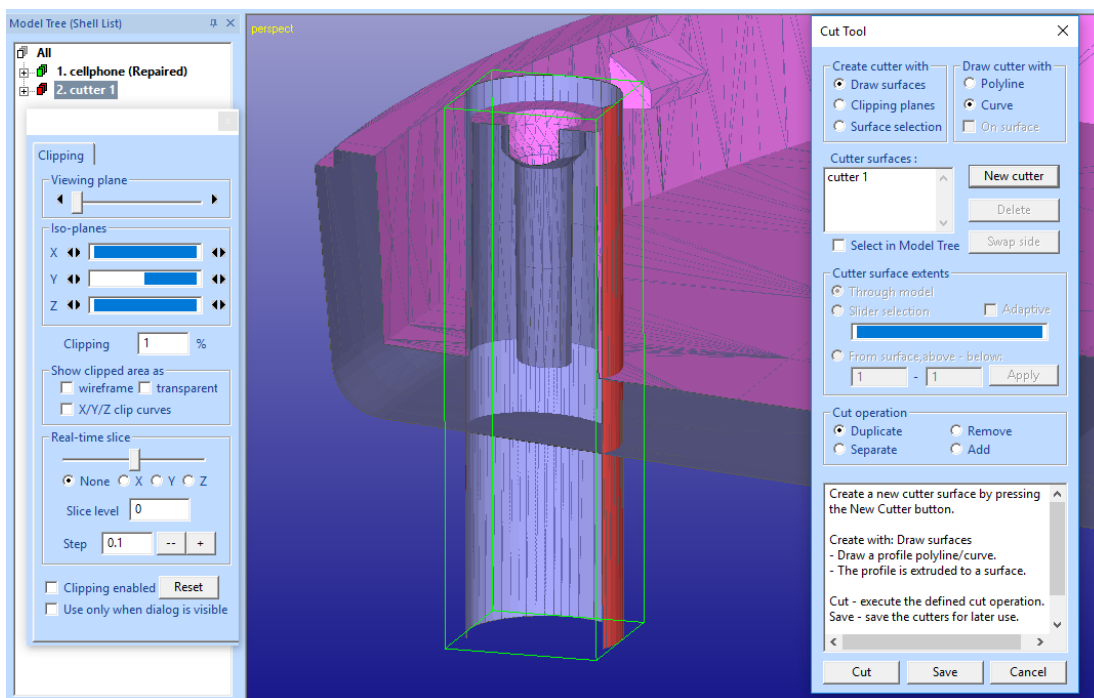 Model Tree (Shell List)
All
1. cellphone (Repaired)
2. cutter 1
Clipping
Viewing plane
Iso-planes
X
Y
Z
Clipping 1 %
Show clipped area as
wireframe transparent
X/Y/Z clip curves
Real-time slice
None X Y Z
Slice level 0
Step 0.1 -- +
Clipping enabled Reset
Use only when dialog is visible
perspect
Cut Tool
Create cutter with
Draw surfaces
Clipping planes
Surface selection
Draw cutter with
Polyline
Curve
On surface
Cutter surfaces :
cutter 1
New cutter
Delete
Select in Model Tree
Swap side
Cutter surface extents
Through model
Slider selection Adaptive
From surface,above - below:
1 - 1 Apply
Cut operation
Duplicate Remove
Separate Add
Create a new cutter surface by pressing
the New Cutter button.
Create with: Draw surfaces
- Draw a profile polyline/curve.
- The profile is extruded to a surface.
Cut - execute the defined cut operation.
Save - save the cutters for later use.
Cut Save Cancel